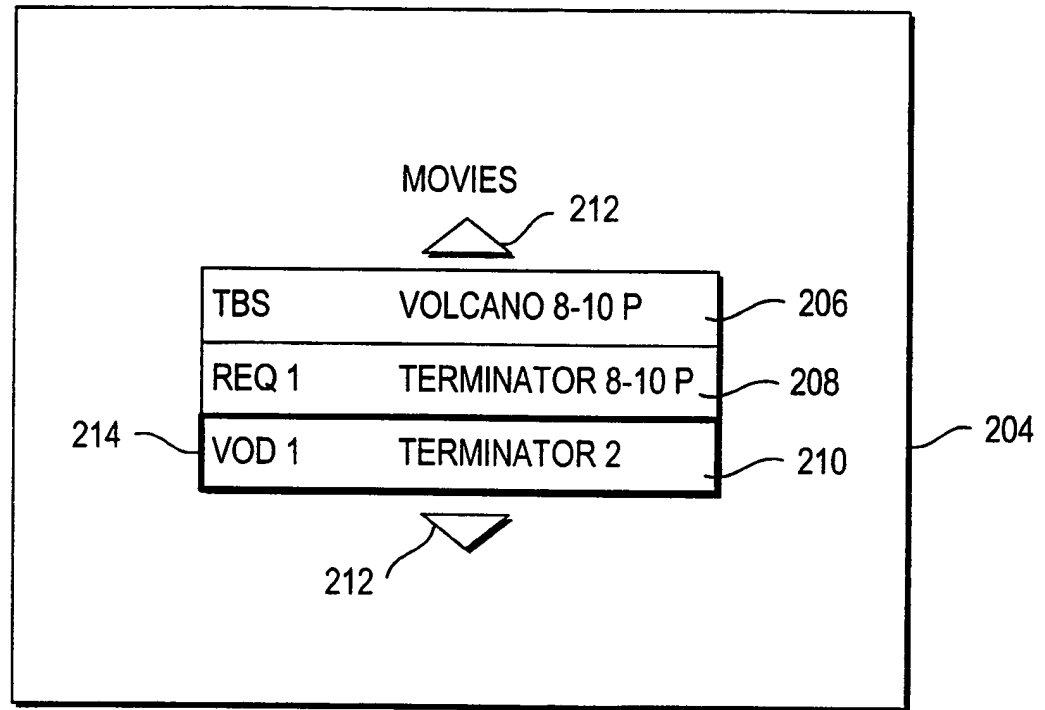 MOVIES
212
TBS VOLCANO 8-10 P 206
REQ 1 TERMINATOR 8-10 P 208
214 VOD 1 TERMINATOR 2 210
204
212